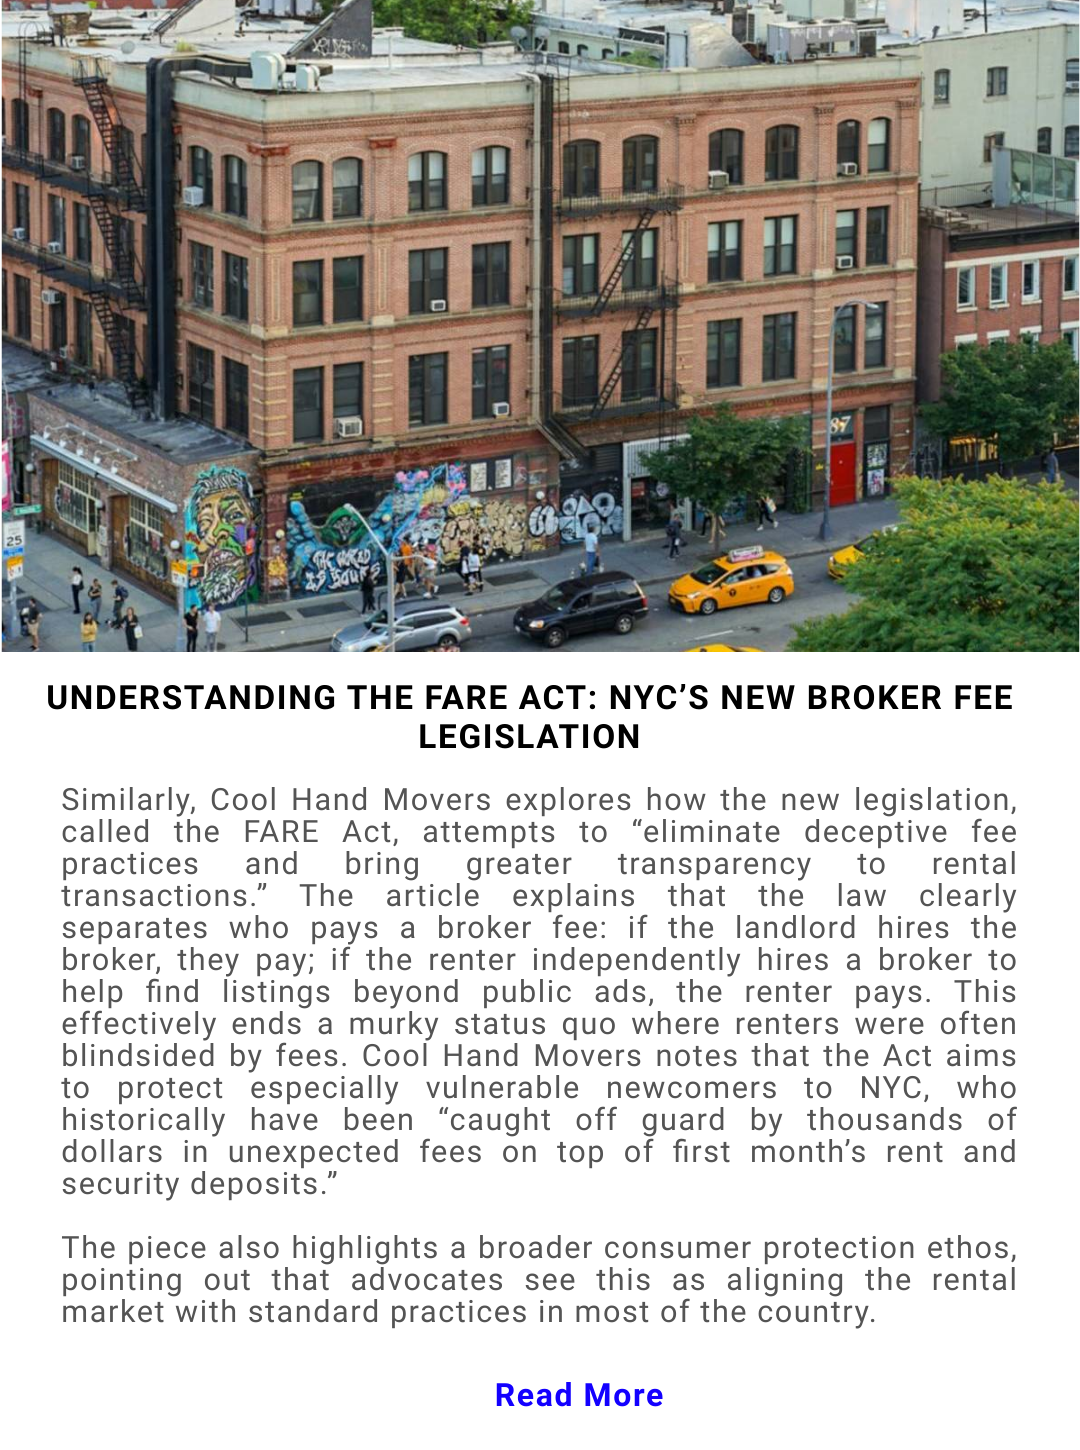 25
THE WORLD
IS YOURS
87
UNDERSTANDING THE FARE ACT: NYC’S NEW BROKER FEE
LEGISLATION
Similarly, Cool Hand Movers explores how the new legislation,
called the FARE Act, attempts to “eliminate deceptive fee
practices and bring greater transparency to rental
transactions.” The article explains that the law clearly
separates who pays a broker fee: if the landlord hires the
broker, they pay; if the renter independently hires a broker to
help find listings beyond public ads, the renter pays. This
effectively ends a murky status quo where renters were often
blindsided by fees. Cool Hand Movers notes that the Act aims
to protect especially vulnerable newcomers to NYC, who
historically have been “caught off guard by thousands of
dollars in unexpected fees on top of first month’s rent and
security deposits.”
The piece also highlights a broader consumer protection ethos,
pointing out that advocates see this as aligning the rental
market with standard practices in most of the country.
Read More